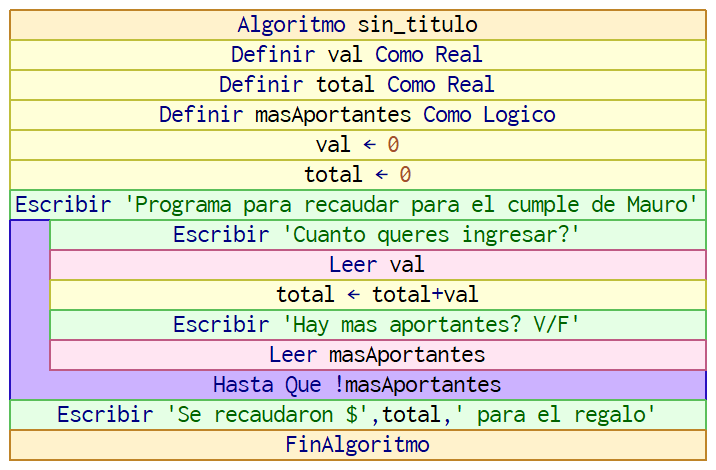 Algoritmo sin_titulo
Definir val Como Real
Definir total Como Real
Definir masAportantes Como Logico
val ← 0
total ← 0
Escribir 'Programa para recaudar para el cumple de Mauro'
Escribir 'Cuanto queres ingresar?'
Leer val
total ← total+val
Escribir 'Hay mas aportantes? V/F'
Leer masAportantes
Hasta Que !masAportantes
Escribir 'Se recaudaron $',total,' para el regalo'
FinAlgoritmo